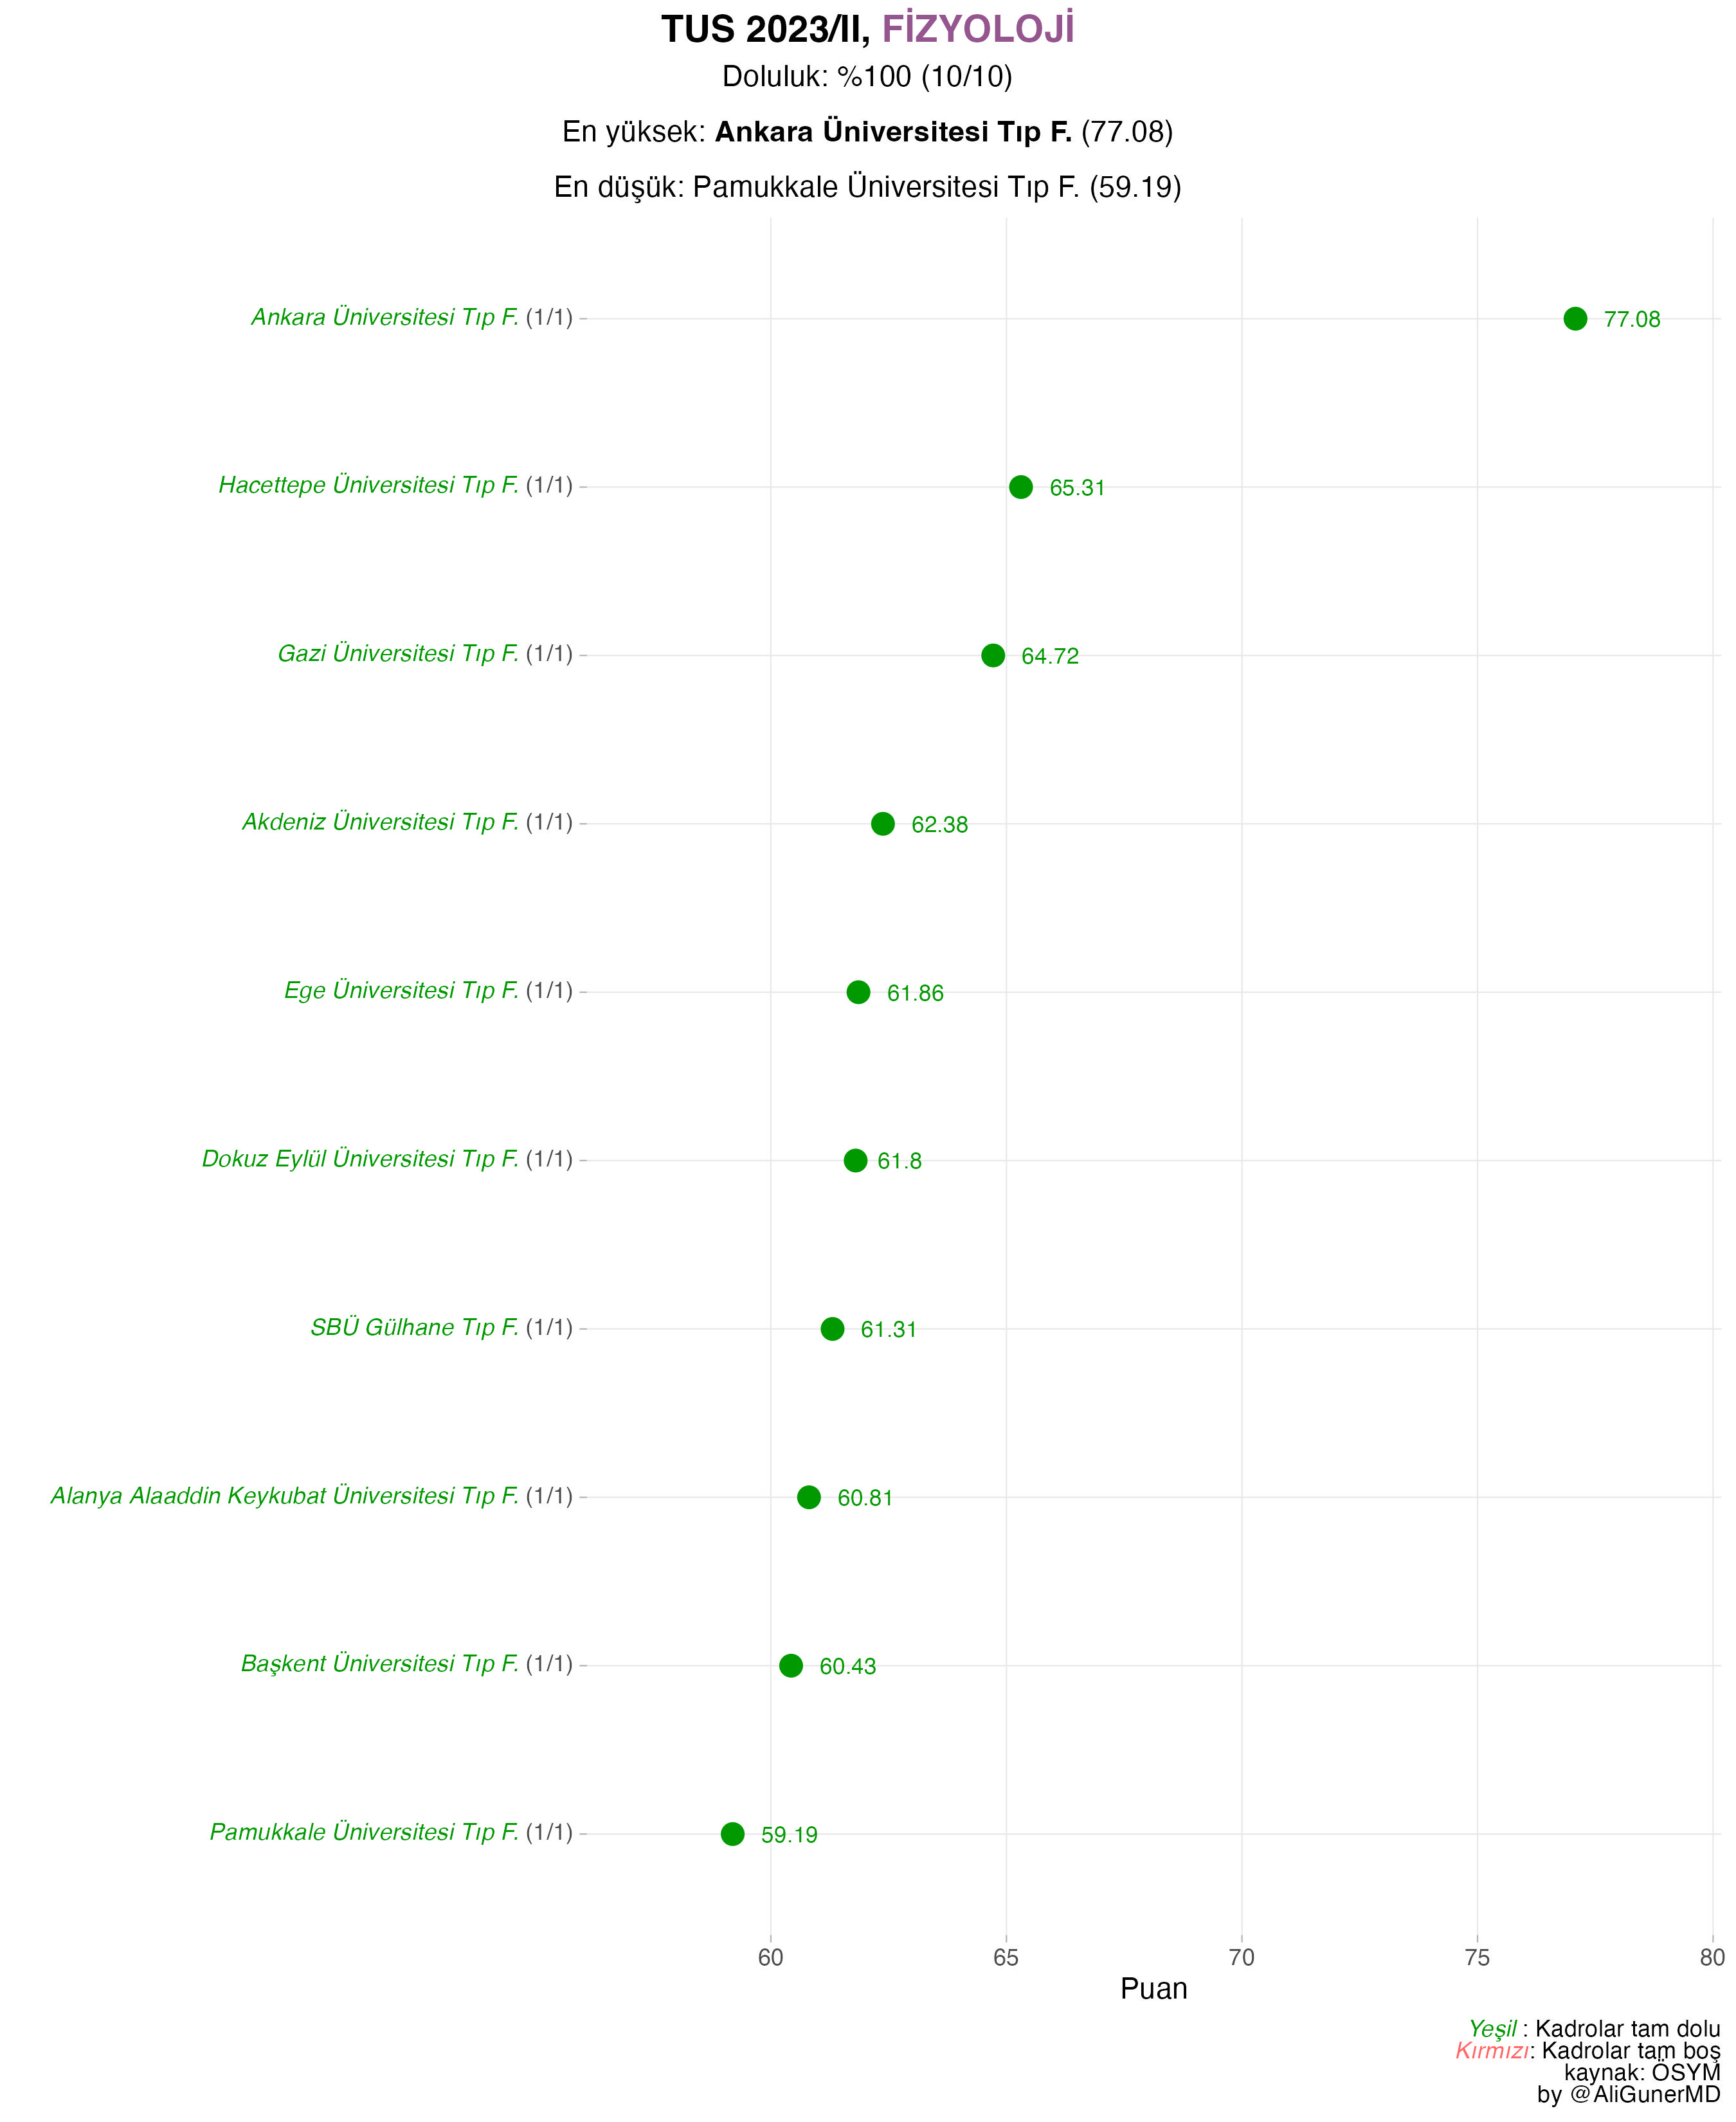 TUS 2023/II, FİZYOLOJİ
Doluluk: %100 (10/10)
En yüksek: Ankara Üniversitesi Tıp F. (77.08)
En düşük: Pamukkale Üniversitesi Tıp F. (59.19)
Ankara Üniversitesi Tıp F. (1/1) 77.08
Hacettepe Üniversitesi Tıp F. (1/1) 65.31
Gazi Üniversitesi Tıp F. (1/1) 64.72
Akdeniz Üniversitesi Tıp F. (1/1) 62.38
Ege Üniversitesi Tıp F. (1/1) 61.86
Dokuz Eylül Üniversitesi Tıp F. (1/1) 61.8
SBÜ Gülhane Tıp F. (1/1) 61.31
Alanya Alaaddin Keykubat Üniversitesi Tıp F. (1/1) 60.81
Başkent Üniversitesi Tıp F. (1/1) 60.43
Pamukkale Üniversitesi Tıp F. (1/1) 59.19
60 65 70 75 80
Puan
Yeşil : Kadrolar tam dolu
Kırmızı: Kadrolar tam boş
kaynak: ÖSYM
by @AliGunerMD